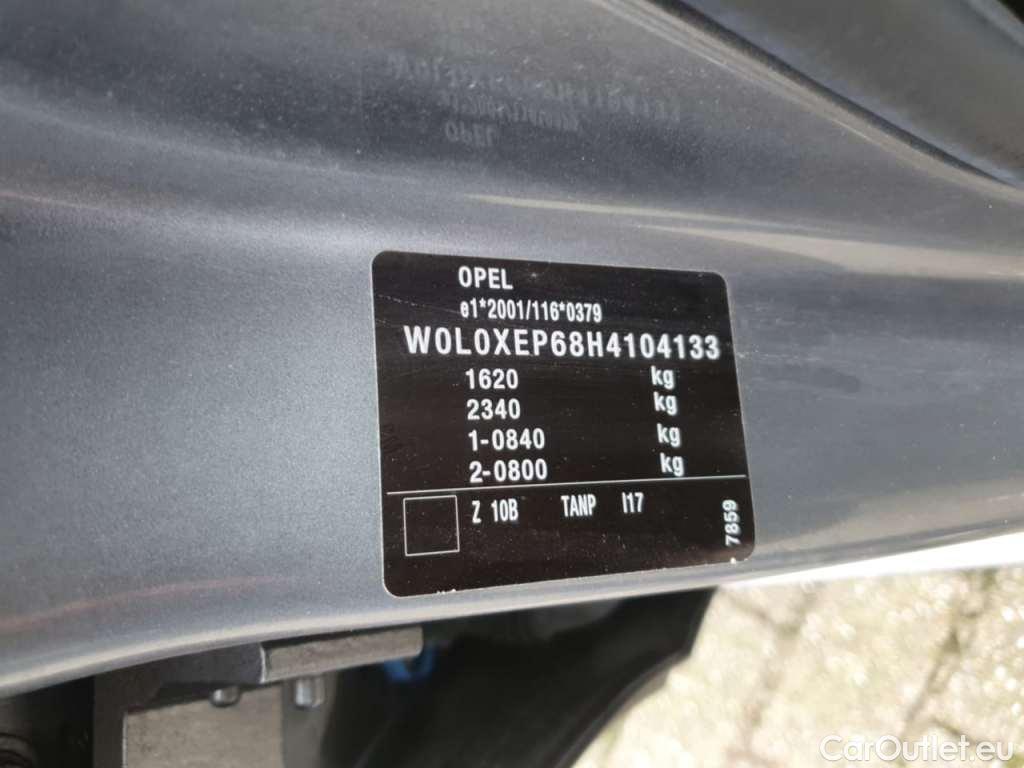 OPEL
e1*2001/116*0379
W0L0XEP68H4104133
1620 kg
2340 kg
1-0840 kg
2-0800 kg
Z 10B TANP I17
7859
CarOutlet.eu